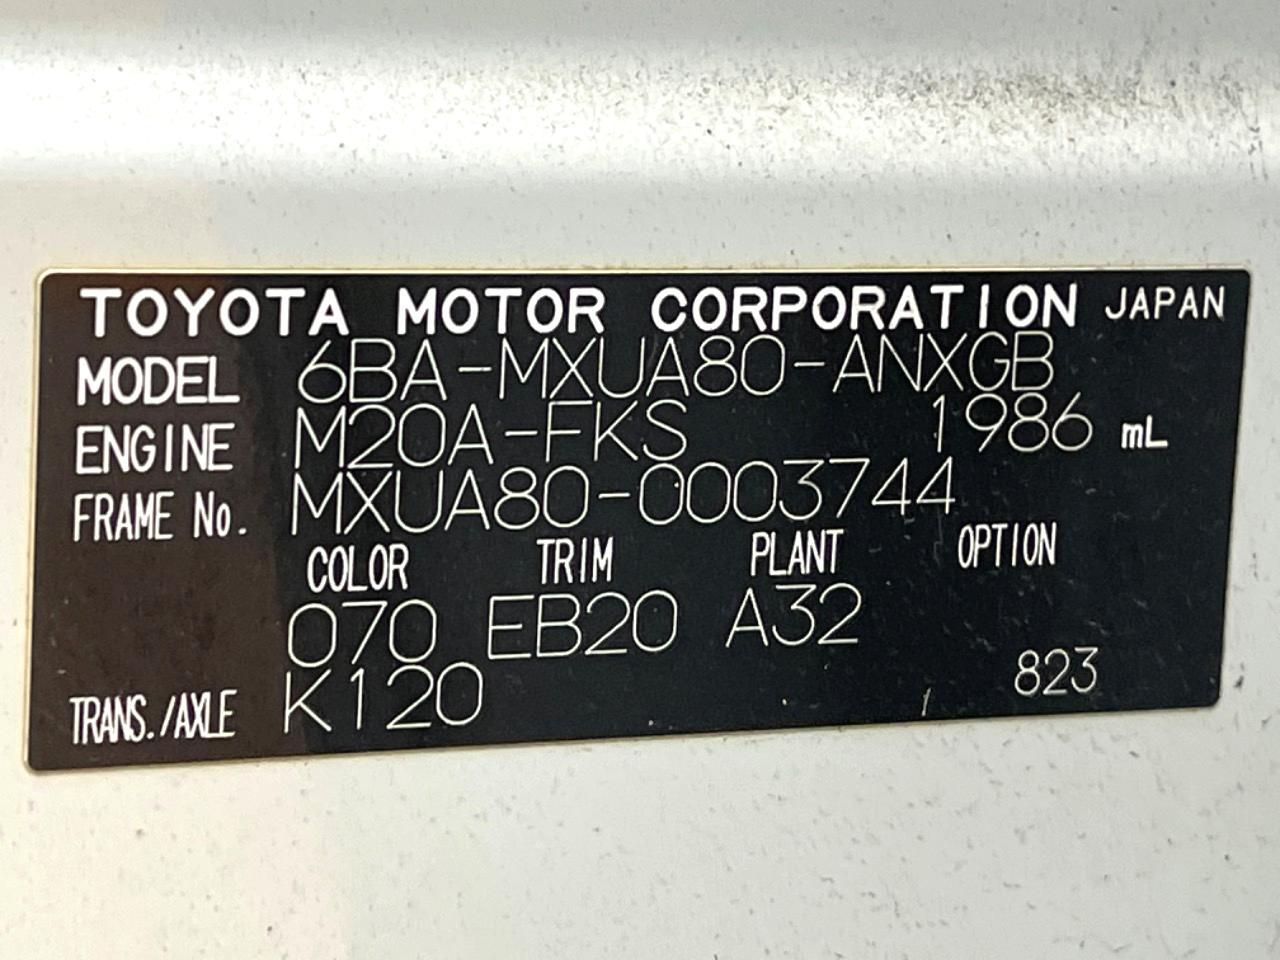 TOYOTA MOTOR CORPORATION JAPAN
MODEL 6BA-MXUA80-ANXGB
ENGINE M20A-FKS 1986 mL
FRAME No. MXUA80-0003744
COLOR TRIM PLANT OPTION
070 EB20 A32
TRANS./AXLE K120 823